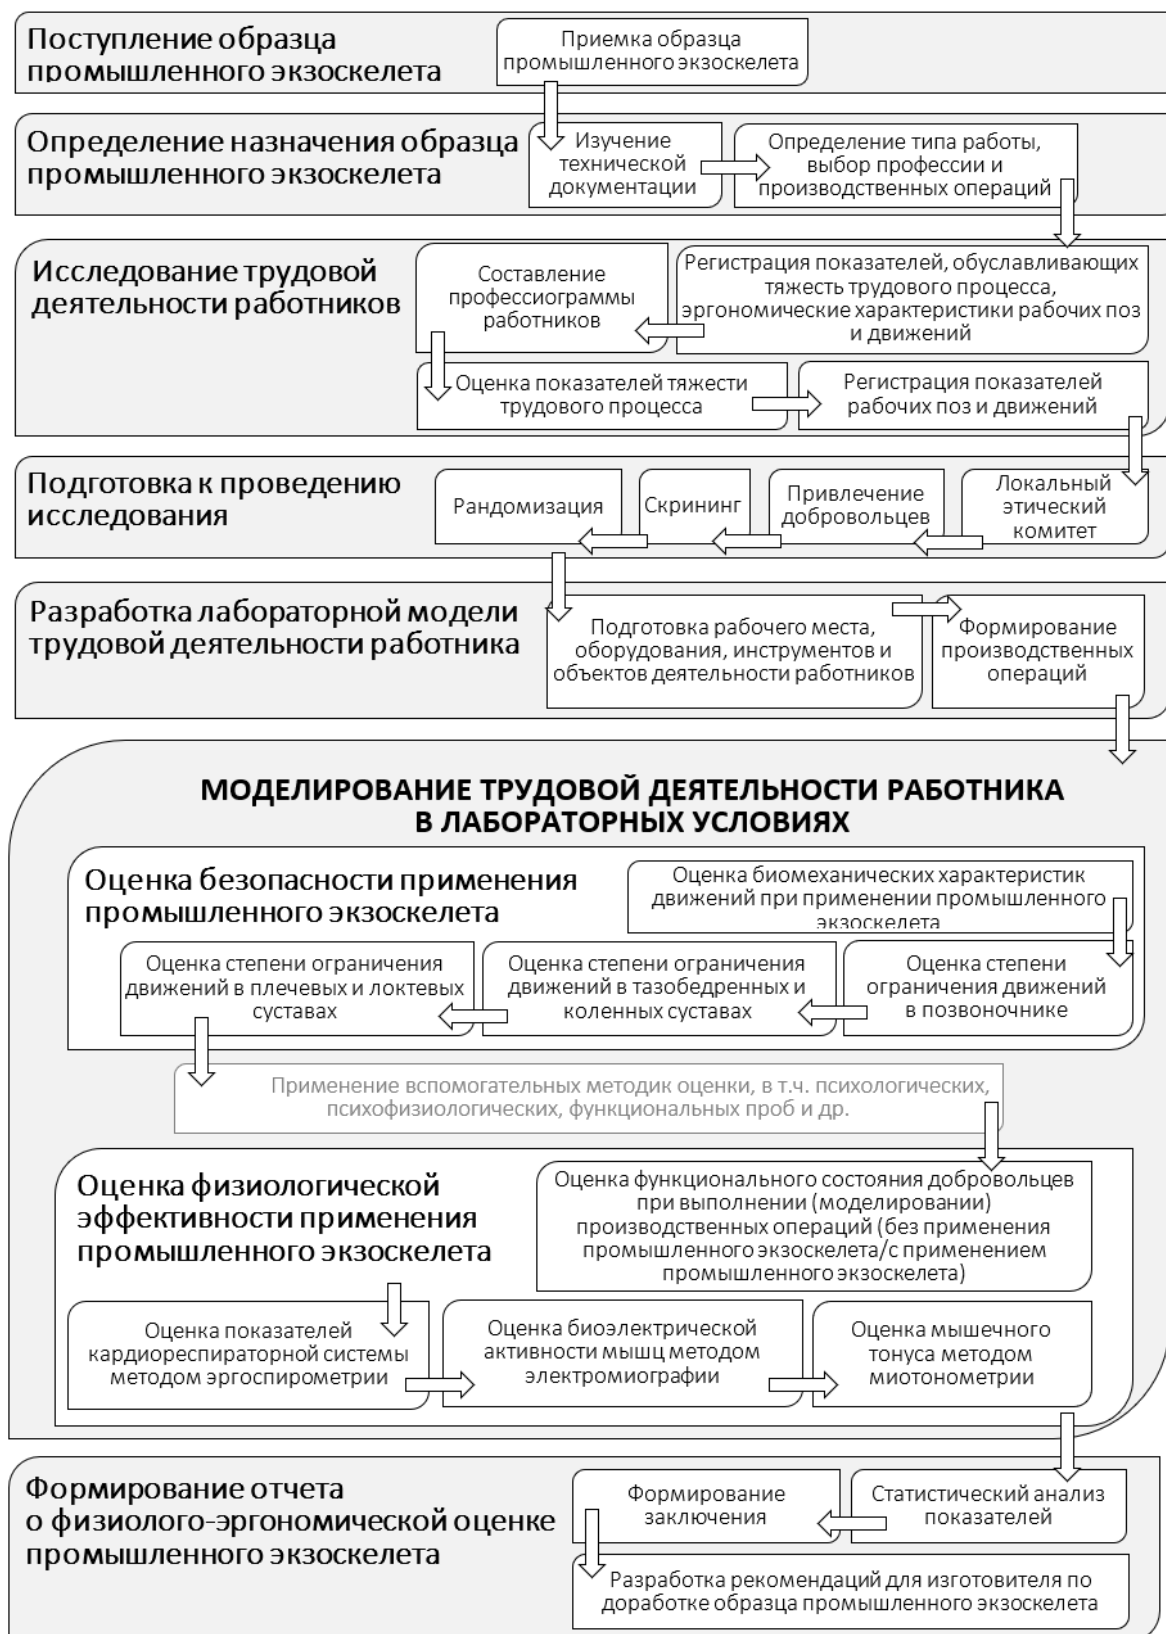 Поступление образца
промышленного экзоскелета
Приемка образца
промышленного экзоскелета
Определение назначения образца
промышленного экзоскелета
Изучение
технической
документации
Определение типа работы,
выбор профессии и
производственных операций
Исследование трудовой
деятельности работников
Регистрация показателей, обуславливающих
тяжесть трудового процесса,
эргономические характеристики рабочих поз
и движений
Составление
профессиограммы
работников
Оценка показателей тяжести
трудового процесса
Регистрация показателей
рабочих поз и движений
Подготовка к проведению
исследования
Локальный
этический
комитет
Привлечение
добровольцев
Скрининг
Рандомизация
Разработка лабораторной модели
трудовой деятельности работника
Подготовка рабочего места,
оборудования, инструментов и
объектов деятельности работников
Формирование
производственных
операций
МОДЕЛИРОВАНИЕ ТРУДОВОЙ ДЕЯТЕЛЬНОСТИ РАБОТНИКА
В ЛАБОРАТОРНЫХ УСЛОВИЯХ
Оценка безопасности применения
промышленного экзоскелета
Оценка биомеханических характеристик
движений при применении промышленного
экзоскелета
Оценка степени
ограничения движений
в позвоночнике
Оценка степени ограничения
движений в тазобедренных и
коленных суставах
Оценка степени ограничения
движений в плечевых и локтевых
суставах
Применение вспомогательных методик оценки, в т.ч. психологических,
психофизиологических, функциональных проб и др.
Оценка физиологической
эффективности применения
промышленного экзоскелета
Оценка функционального состояния добровольцев
при выполнении (моделировании)
производственных операций (без применения
промышленного экзоскелета/с применением
промышленного экзоскелета)
Оценка показателей
кардиореспираторной системы
методом эргоспирометрии
Оценка биоэлектрической
активности мышц методом
электромиографии
Оценка мышечного
тонуса методом
миотонометрии
Формирование отчета
о физиолого-эргономической оценке
промышленного экзоскелета
Статистический анализ
показателей
Формирование
заключения
Разработка рекомендаций для изготовителя по
доработке образца промышленного экзоскелета